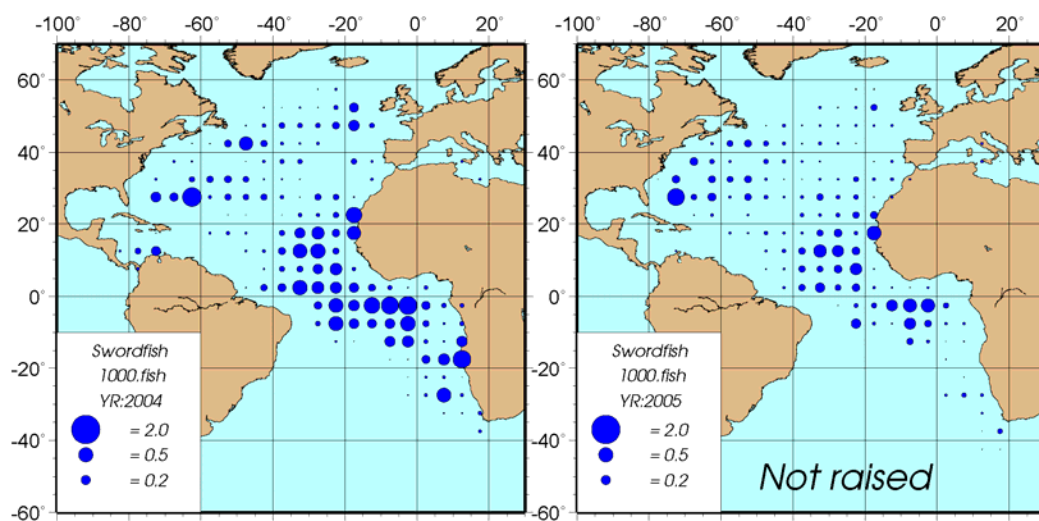 -100 -80 -60 -40 -20 0 20
-100 -80 -60 -40 -20 0 20
60°
40°
20°
0°
-20°
-40°
-60°
60°
40°
20°
0°
-20°
-40°
-60°
Swordfish
1000.fish
YR:2004
= 2.0
= 0.5
= 0.2
Swordfish
1000.fish
YR:2005
= 2.0
= 0.5
= 0.2
Not raised